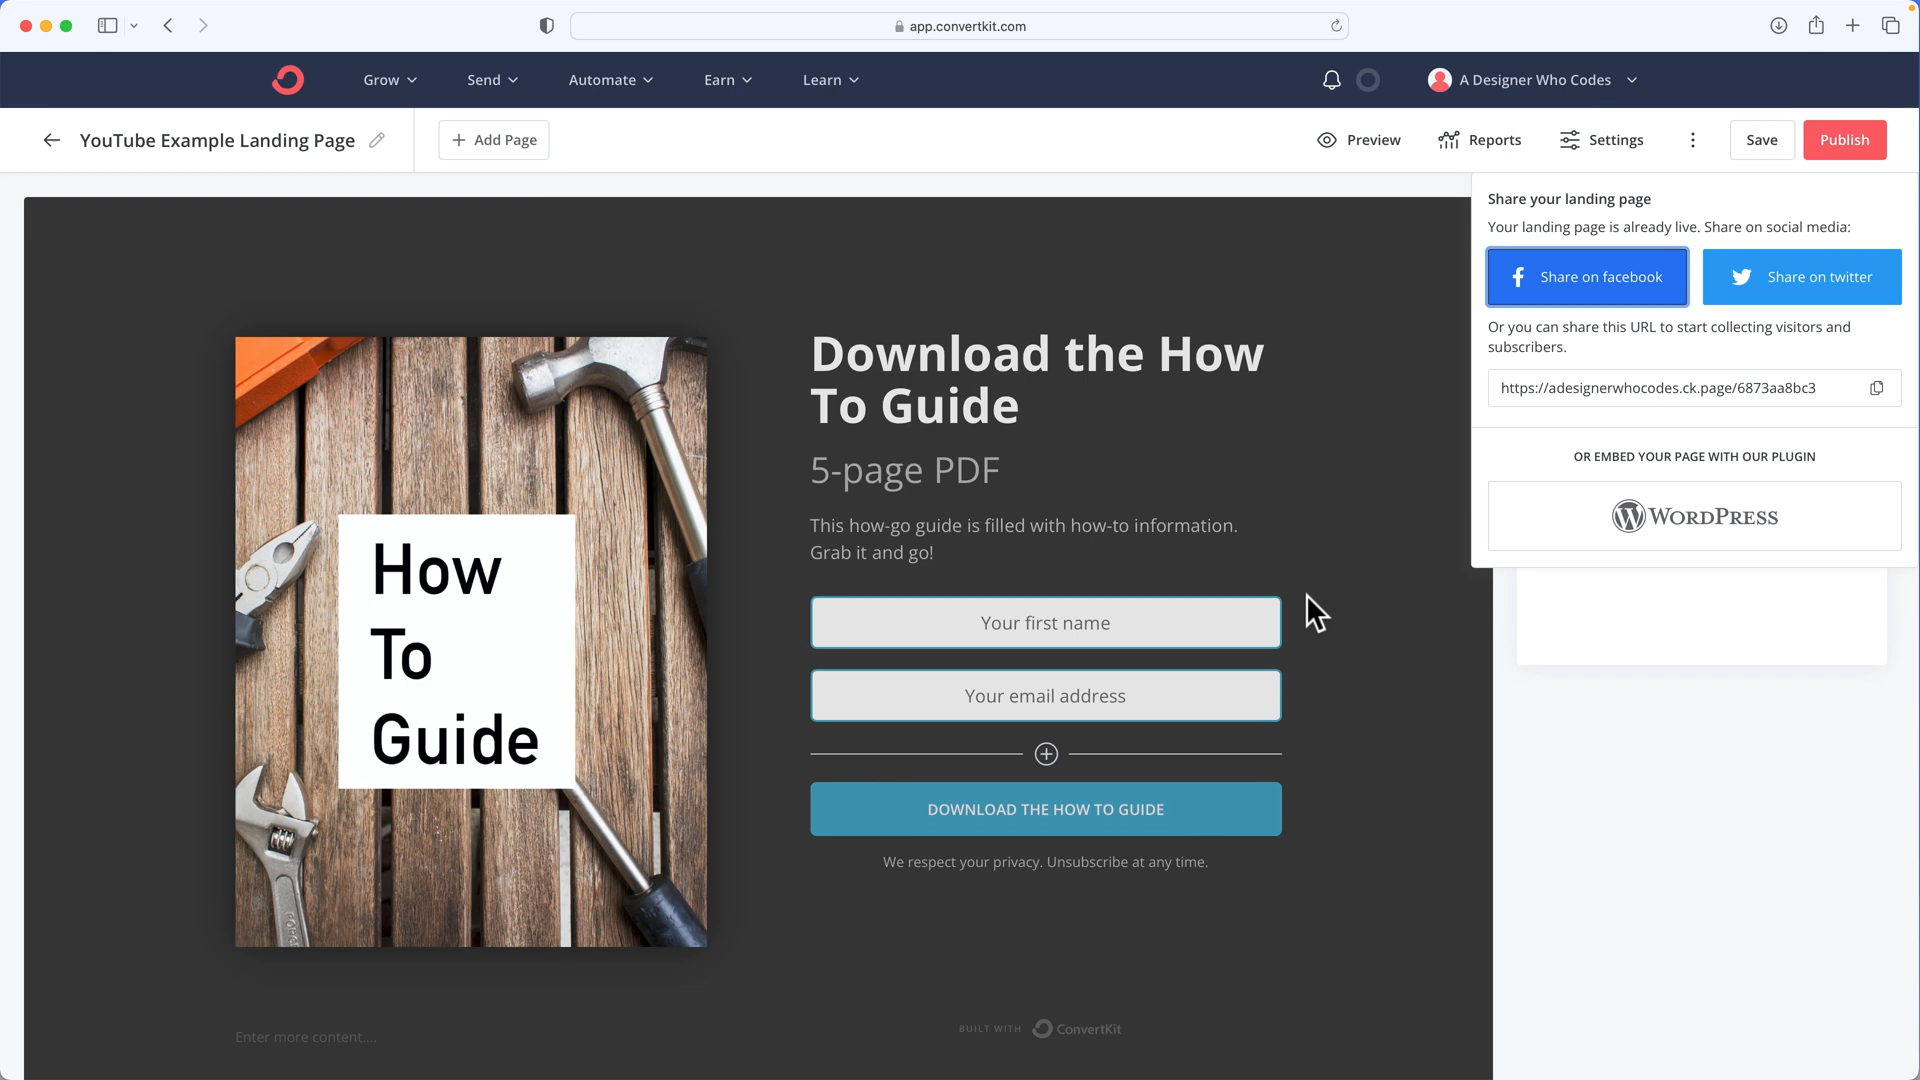 app.convertkit.com
Grow
Send
Automate
Earn
Learn
A Designer Who Codes
YouTube Example Landing Page
Add Page
Preview
Reports
Settings
Save
Publish
Share your landing page
Your landing page is already live. Share on social media:
Share on facebook
Share on twitter
Or you can share this URL to start collecting visitors and
subscribers.
https://adesignerwhocodes.ck.page/6873aa8bc3
OR EMBED YOUR PAGE WITH OUR PLUGIN
WORDPRESS
How
To
Guide
Download the How
To Guide
5-page PDF
This how-go guide is filled with how-to information.
Grab it and go!
Your first name
Your email address
DOWNLOAD THE HOW TO GUIDE
We respect your privacy. Unsubscribe at any time.
Enter more content....
BUILT WITH ConvertKit